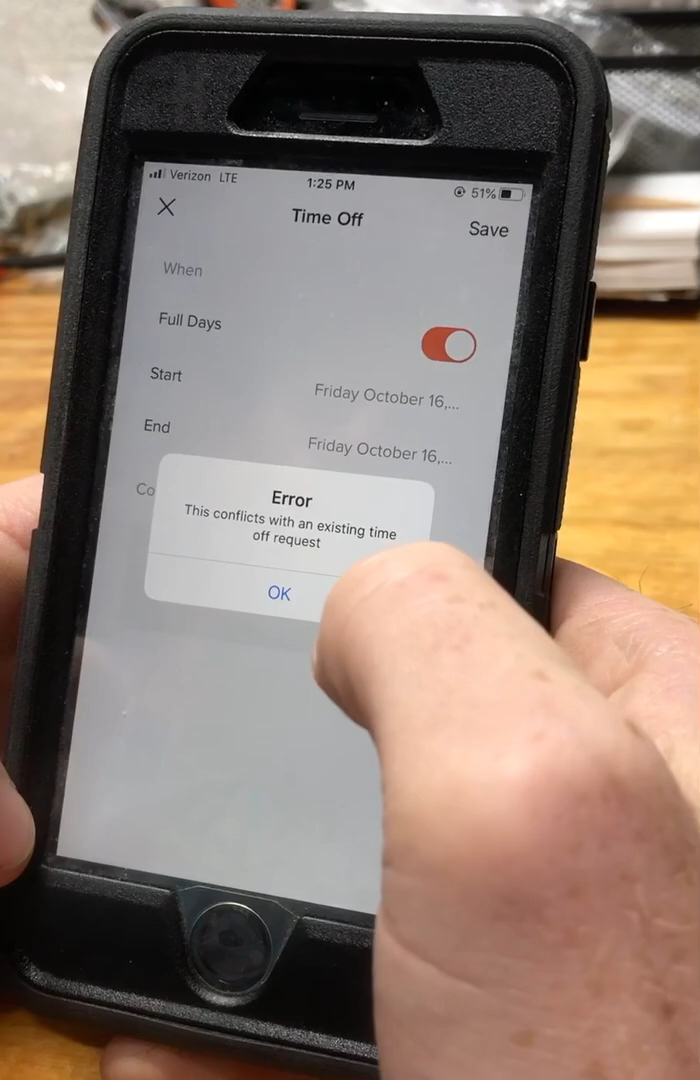 Verizon LTE 1:25 PM 51%
Time Off
Save
When
Full Days
Start
Friday October 16,...
End
Friday October 16,...
Co
Error
This conflicts with an existing time
off request
OK